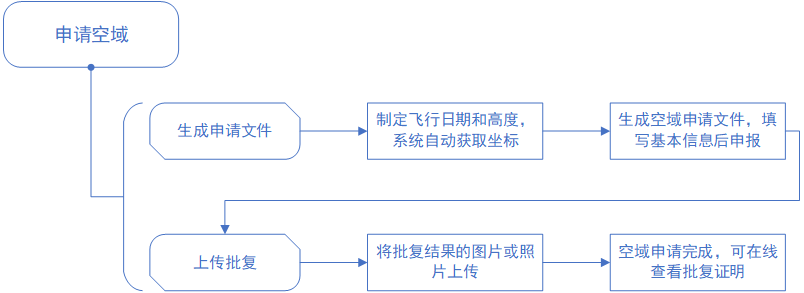 申请空域
生成申请文件
制定飞行日期和高度，
系统自动获取坐标
生成空域申请文件，填
写基本信息后申报
上传批复
将批复结果的图片或照
片上传
空域申请完成，可在线
查看批复证明